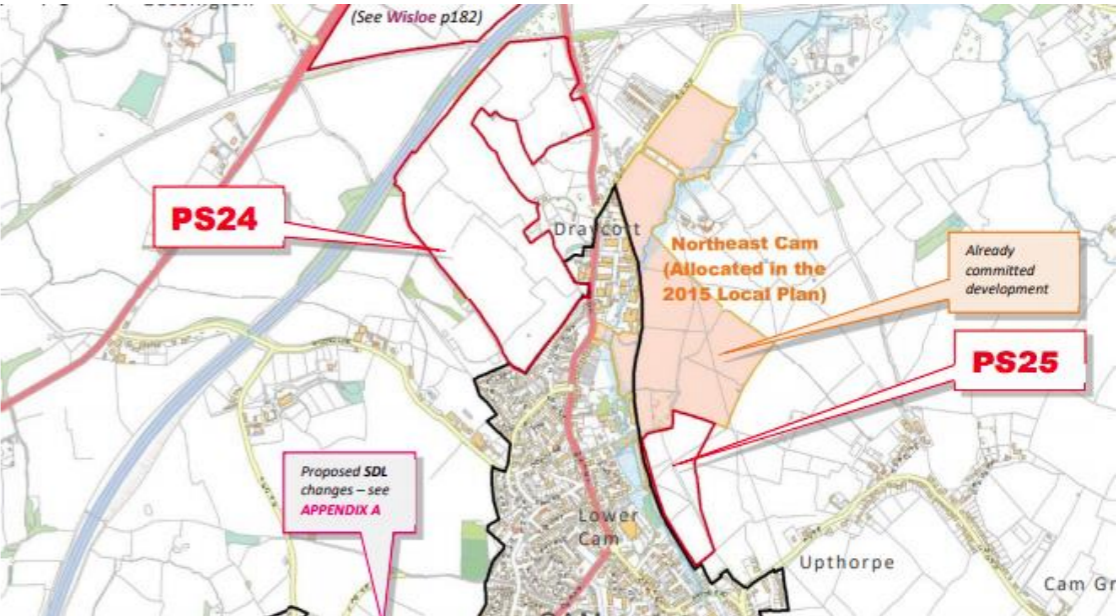 (See Wisloe p182)
PS24
Draycott
Northeast Cam
(Allocated in the
2015 Local Plan)
Already
committed
development
PS25
Proposed SDL
changes – see
APPENDIX A
Lower
Cam
Upthorpe
Cam Gr